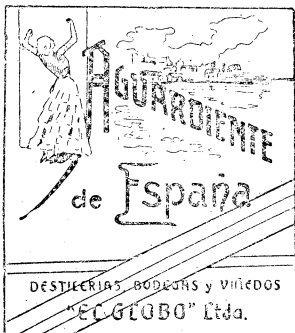 AGUARDIENTE
de España
DESTILERIAS BODEGAS y VIÑEDOS
"EL GLOBO" Ltda.